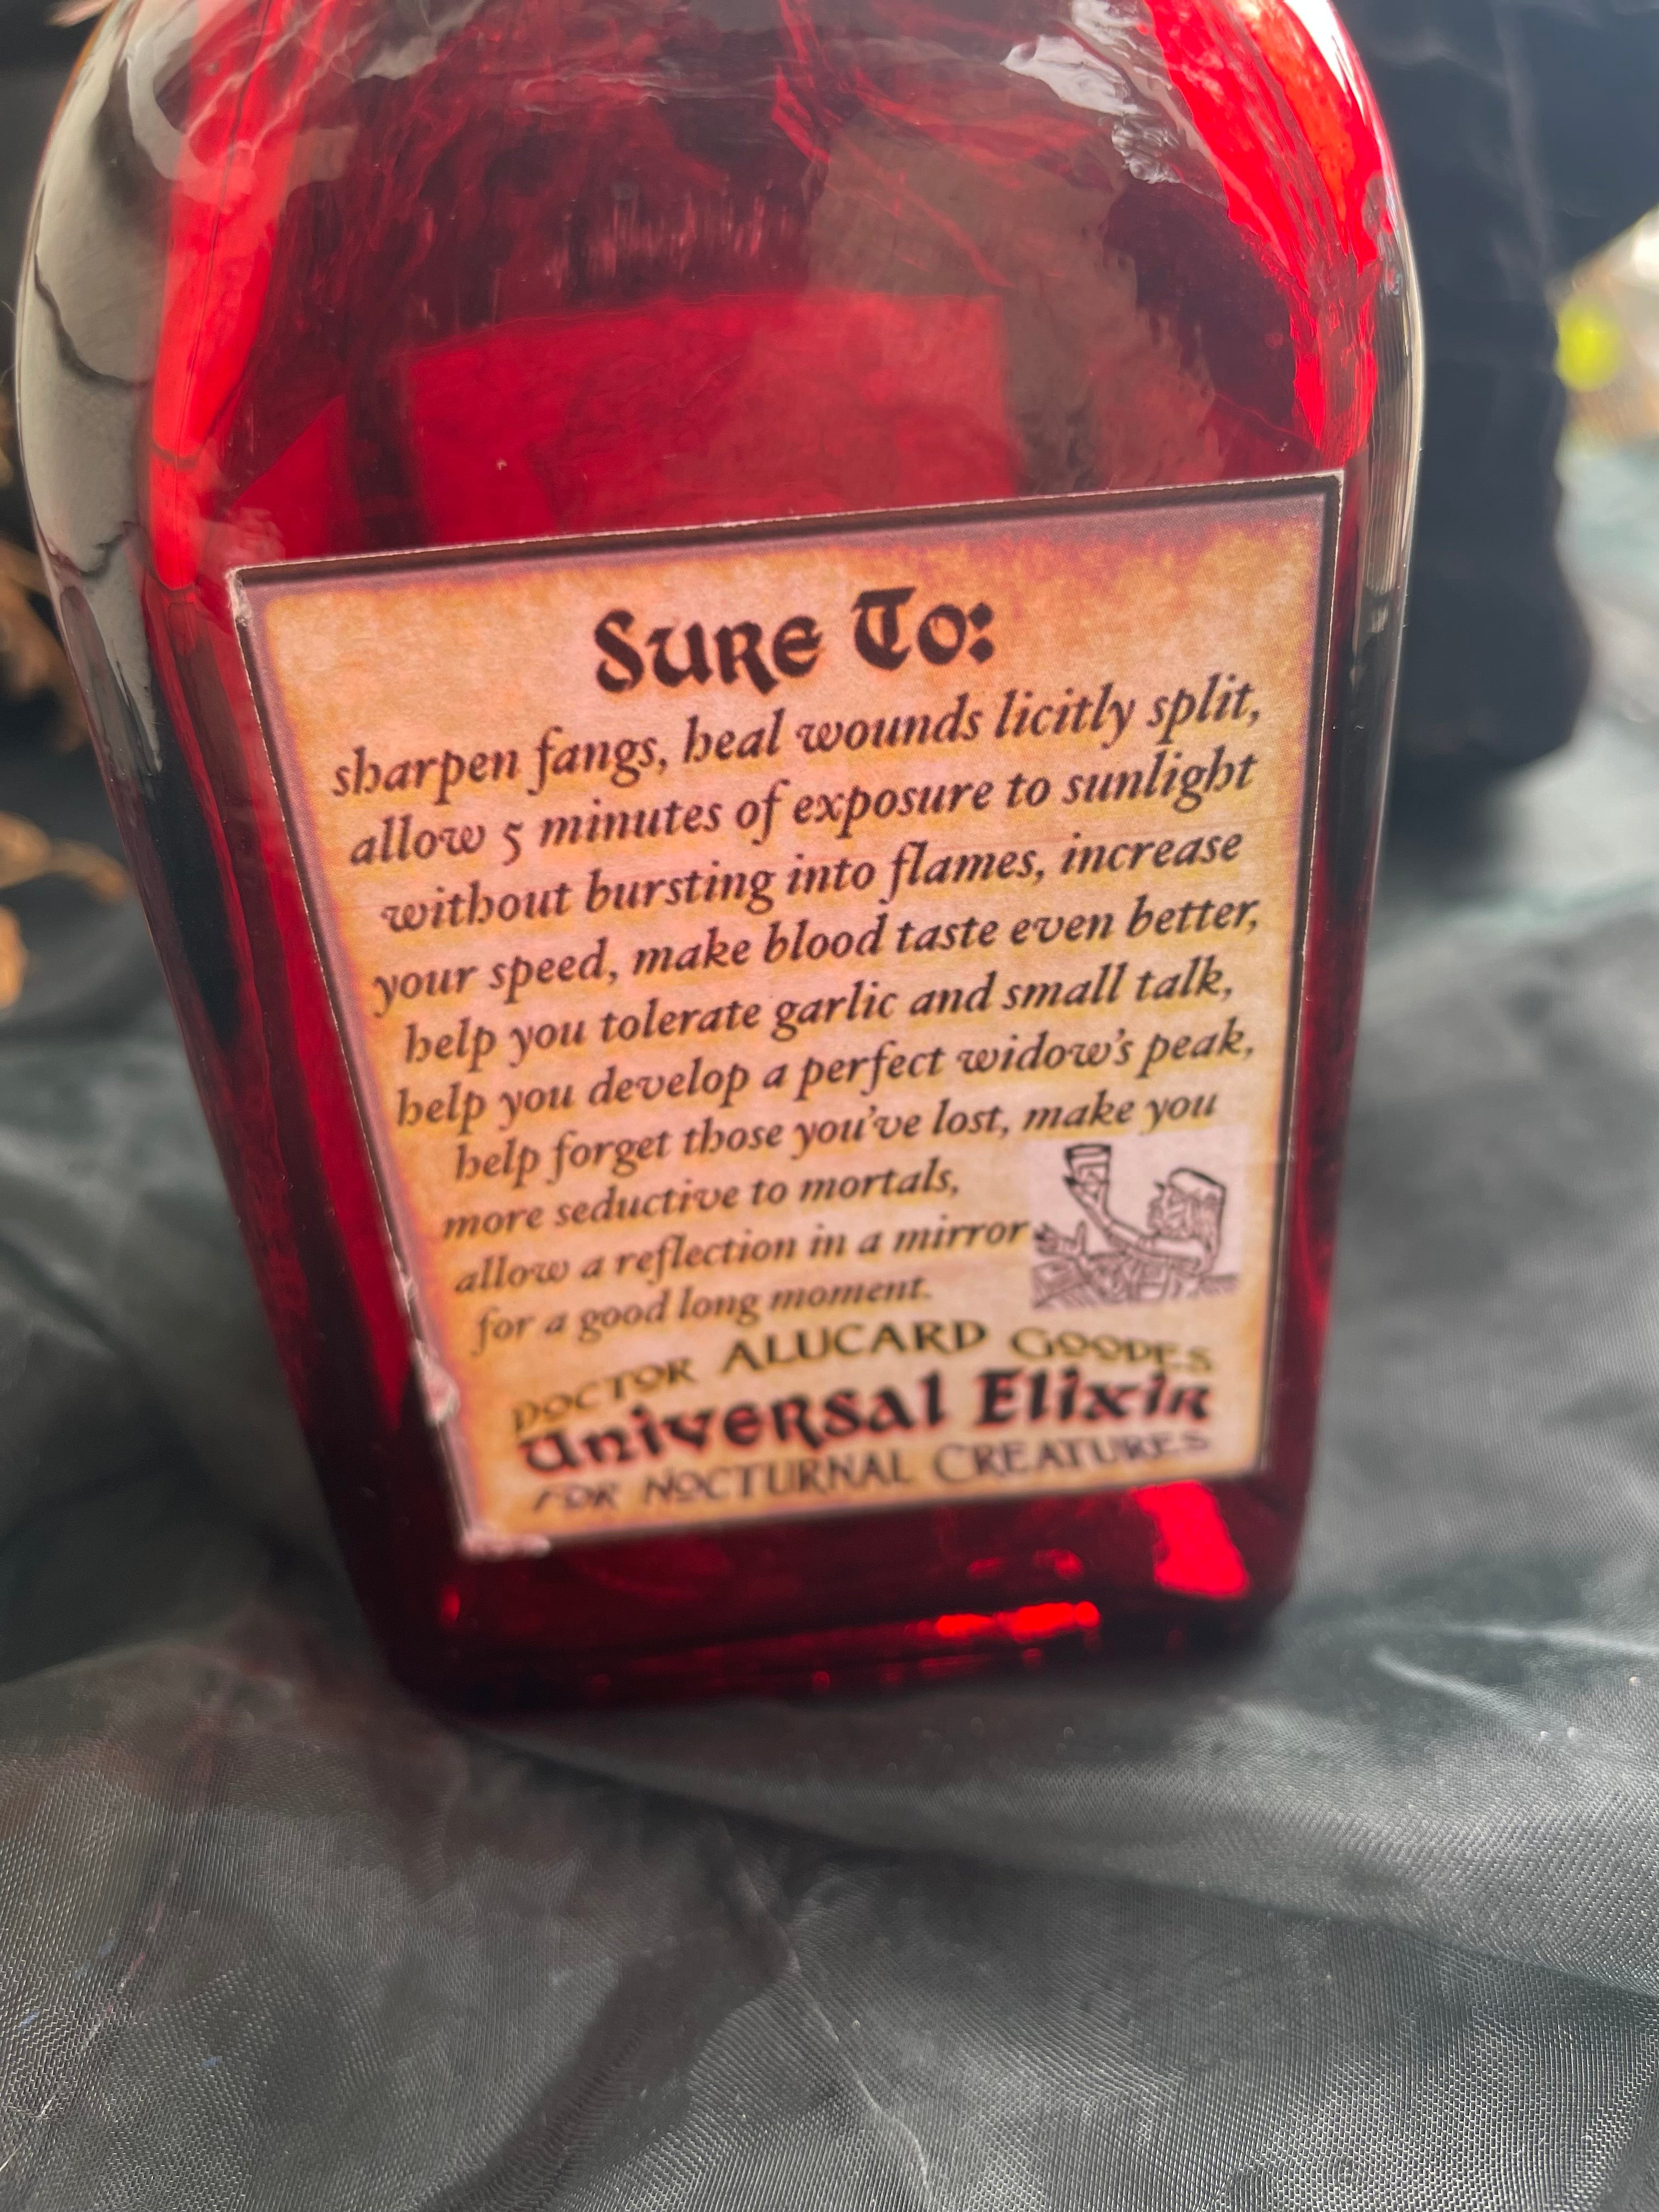 Sure To:
sharpen fangs, heal wounds licitly split,
allow 5 minutes of exposure to sunlight
without bursting into flames, increase
your speed, make blood taste even better,
help you tolerate garlic and small talk,
help you develop a perfect widow's peak,
help forget those you've lost, make you
more seductive to mortals,
allow a reflection in a mirror
for a good long moment.
DOCTOR ALUCARD GOODES
Universal Elixir
FOR NOCTURNAL CREATURES